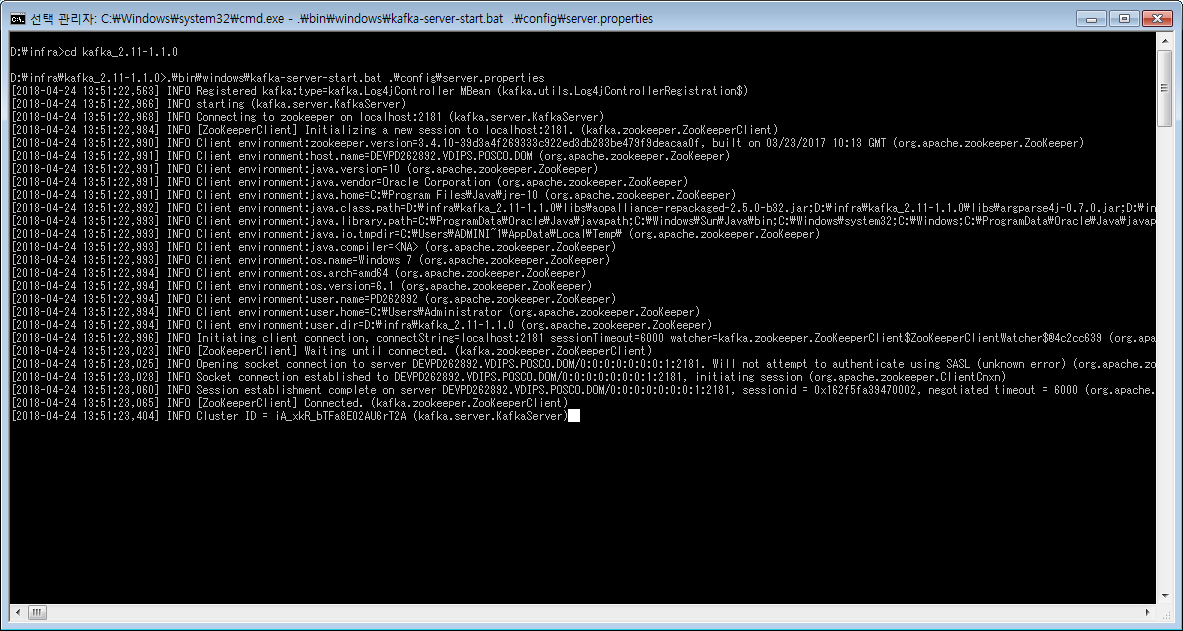 선택 관리자: C:₩Windows₩system32₩cmd.exe - .₩bin₩windows₩kafka-server-start.bat  .₩config₩server.properties
D:₩infra>cd kafka_2.11-1.1.0
D:₩infra₩kafka_2.11-1.1.0>.₩bin₩windows₩kafka-server-start.bat .₩config₩server.properties
[2018-04-24 13:51:22,563] INFO Registered kafka:type=kafka.Log4jController MBean (kafka.utils.Log4jControllerRegistration$)
[2018-04-24 13:51:22,966] INFO starting (kafka.server.KafkaServer)
[2018-04-24 13:51:22,968] INFO Connecting to zookeeper on localhost:2181 (kafka.server.KafkaServer)
[2018-04-24 13:51:22,984] INFO [ZooKeeperClient] Initializing a new session to localhost:2181. (kafka.zookeeper.ZooKeeperClient)
[2018-04-24 13:51:22,990] INFO Client environment:zookeeper.version=3.4.10-39d3a4f269333c922ed3db283be479f9deacaa0f, built on 03/23/2017 10:13 GMT (org.apache.zookeeper.ZooKeeper)
[2018-04-24 13:51:22,991] INFO Client environment:host.name=DEVPD262892.VDIPS.POSCO.DOM (org.apache.zookeeper.ZooKeeper)
[2018-04-24 13:51:22,991] INFO Client environment:java.version=10 (org.apache.zookeeper.ZooKeeper)
[2018-04-24 13:51:22,991] INFO Client environment:java.vendor=Oracle Corporation (org.apache.zookeeper.ZooKeeper)
[2018-04-24 13:51:22,991] INFO Client environment:java.home=C:₩Program Files₩Java₩jre-10 (org.apache.zookeeper.ZooKeeper)
[2018-04-24 13:51:22,992] INFO Client environment:java.class.path=D:₩infra₩kafka_2.11-1.1.0₩libs₩aopalliance-repackaged-2.5.0-b32.jar;D:₩infra₩kafka_2.11-1.1.0₩libs₩argparse4j-0.7.0.jar;D:₩in
[2018-04-24 13:51:22,993] INFO Client environment:java.library.path=C:₩ProgramData₩Oracle₩Java₩javapath;C:₩Windows₩Sun₩Java₩bin;C:₩Windows₩system32;C:₩Windows;C:₩ProgramData₩Oracle₩Java₩javap
[2018-04-24 13:51:22,993] INFO Client environment:java.io.tmpdir=C:₩Users₩ADMINI~1₩AppData₩Local₩Temp₩ (org.apache.zookeeper.ZooKeeper)
[2018-04-24 13:51:22,993] INFO Client environment:java.compiler=<NA> (org.apache.zookeeper.ZooKeeper)
[2018-04-24 13:51:22,993] INFO Client environment:os.name=Windows 7 (org.apache.zookeeper.ZooKeeper)
[2018-04-24 13:51:22,994] INFO Client environment:os.arch=amd64 (org.apache.zookeeper.ZooKeeper)
[2018-04-24 13:51:22,994] INFO Client environment:os.version=6.1 (org.apache.zookeeper.ZooKeeper)
[2018-04-24 13:51:22,994] INFO Client environment:user.name=PD262892 (org.apache.zookeeper.ZooKeeper)
[2018-04-24 13:51:22,994] INFO Client environment:user.home=C:₩Users₩Administrator (org.apache.zookeeper.ZooKeeper)
[2018-04-24 13:51:22,994] INFO Client environment:user.dir=D:₩infra₩kafka_2.11-1.1.0 (org.apache.zookeeper.ZooKeeper)
[2018-04-24 13:51:22,996] INFO Initiating client connection, connectString=localhost:2181 sessionTimeout=6000 watcher=kafka.zookeeper.ZooKeeperClient$ZooKeeperClientWatcher$@4c2cc639 (org.apa
[2018-04-24 13:51:23,023] INFO [ZooKeeperClient] Waiting until connected. (kafka.zookeeper.ZooKeeperClient)
[2018-04-24 13:51:23,025] INFO Opening socket connection to server DEVPD262892.VDIPS.POSCO.DOM/0:0:0:0:0:0:0:1:2181. Will not attempt to authenticate using SASL (unknown error) (org.apache.zo
[2018-04-24 13:51:23,028] INFO Socket connection established to DEVPD262892.VDIPS.POSCO.DOM/0:0:0:0:0:0:0:1:2181, initiating session (org.apache.zookeeper.ClientCnxn)
[2018-04-24 13:51:23,060] INFO Session establishment complete on server DEVPD262892.VDIPS.POSCO.DOM/0:0:0:0:0:0:0:1:2181, sessionid = 0x162f5fa39470002, negotiated timeout = 6000 (org.apache.
[2018-04-24 13:51:23,065] INFO [ZooKeeperClient] Connected. (kafka.zookeeper.ZooKeeperClient)
[2018-04-24 13:51:23,404] INFO Cluster ID = iA_xkR_bTFa8E02AU6rT2A (kafka.server.KafkaServer)